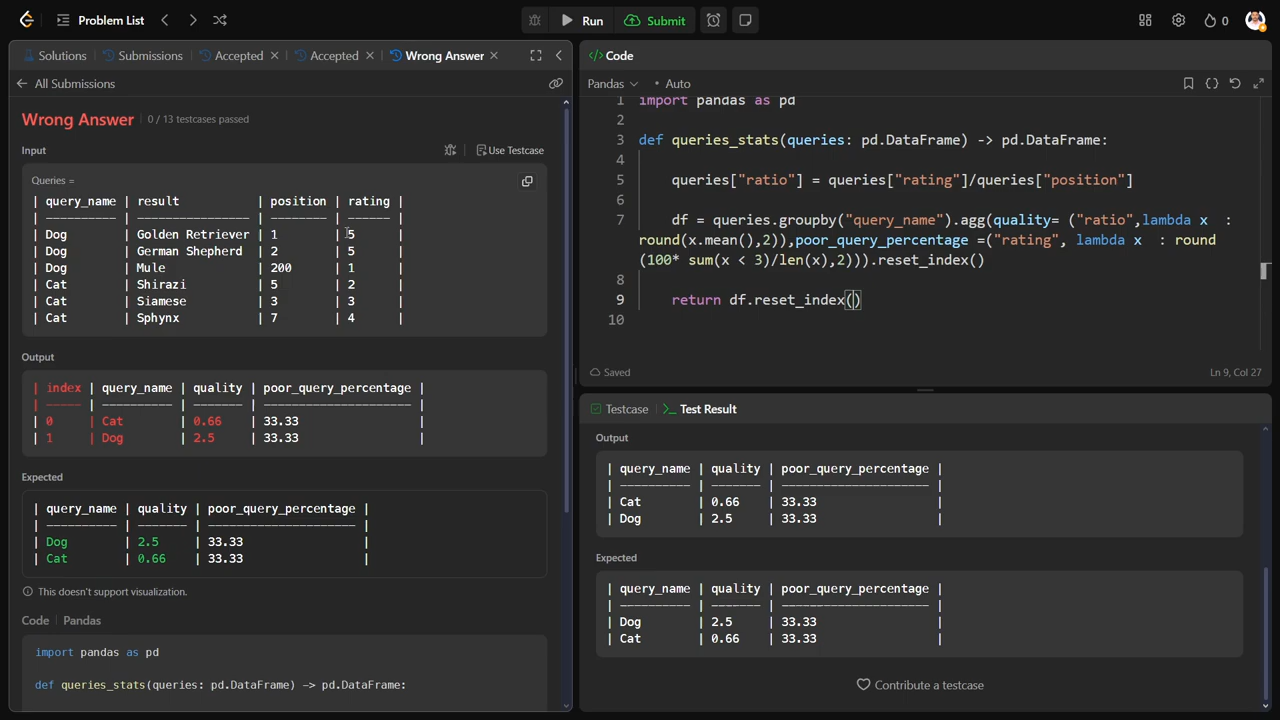 Problem List
Run
Submit
0
Solutions
Submissions
Accepted
Accepted
Wrong Answer
All Submissions
Wrong Answer
0 / 13 testcases passed
Input
Use Testcase
Queries =
| query_name | result | position | rating |
| ---------- | ----------------- | -------- | ------ |
| Dog | Golden Retriever | 1 | 5 |
| Dog | German Shepherd | 2 | 5 |
| Dog | Mule | 200 | 1 |
| Cat | Shirazi | 5 | 2 |
| Cat | Siamese | 3 | 3 |
| Cat | Sphynx | 7 | 4 |
Output
| index | query_name | quality | poor_query_percentage |
| ----- | ---------- | ------- | --------------------- |
| 0 | Cat | 0.66 | 33.33 |
| 1 | Dog | 2.5 | 33.33 |
Expected
| query_name | quality | poor_query_percentage |
| ---------- | ------- | --------------------- |
| Dog | 2.5 | 33.33 |
| Cat | 0.66 | 33.33 |
This doesn't support visualization.
Code | Pandas
import pandas as pd
def queries_stats(queries: pd.DataFrame) -> pd.DataFrame:
</> Code
Pandas
• Auto
1 import pandas as pd
2
3 def queries_stats(queries: pd.DataFrame) -> pd.DataFrame:
4
5 queries["ratio"] = queries["rating"]/queries["position"]
6
7 df = queries.groupby("query_name").agg(quality= ("ratio",lambda x :
round(x.mean(),2)),poor_query_percentage =("rating", lambda x : round
(100* sum(x < 3)/len(x),2))).reset_index()
8
9 return df.reset_index()
10
Saved
Ln 9, Col 27
Testcase
>_ Test Result
Output
| query_name | quality | poor_query_percentage |
| ---------- | ------- | --------------------- |
| Cat | 0.66 | 33.33 |
| Dog | 2.5 | 33.33 |
Expected
| query_name | quality | poor_query_percentage |
| ---------- | ------- | --------------------- |
| Dog | 2.5 | 33.33 |
| Cat | 0.66 | 33.33 |
Contribute a testcase